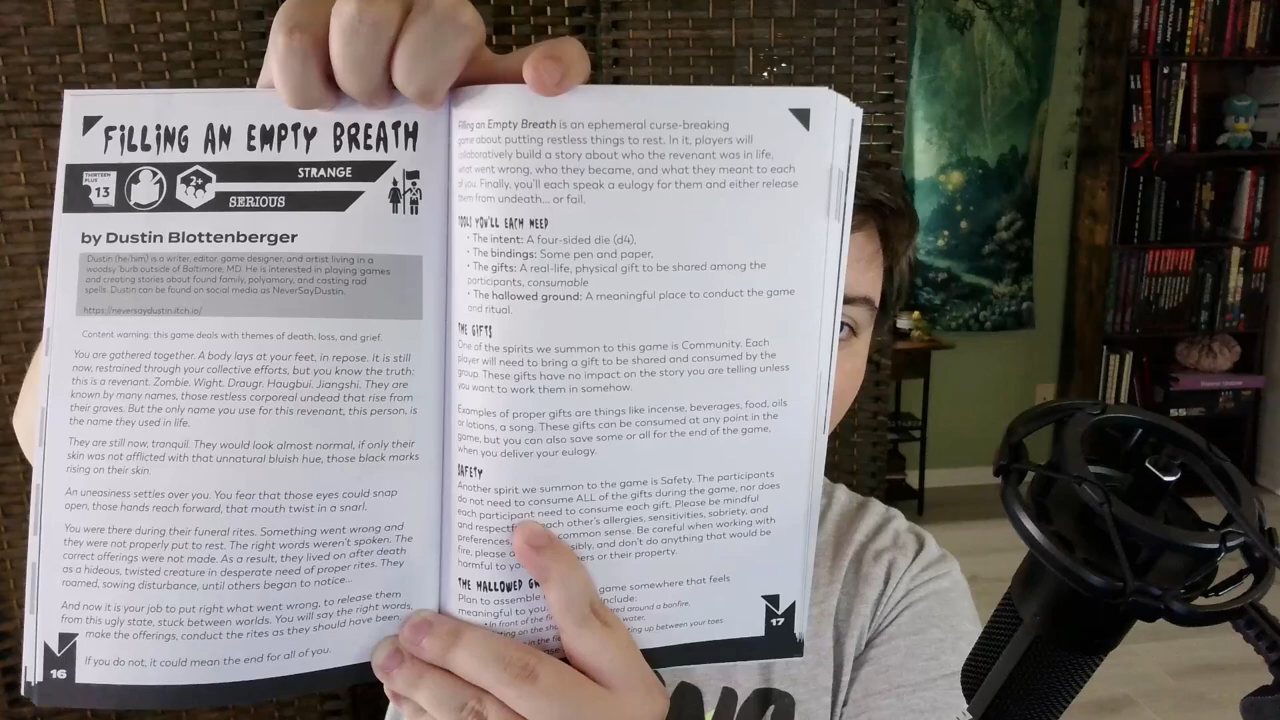 FILLING AN EMPTY BREATH
THIRTEEN PLUS 13
2+
STRANGE
SERIOUS
by Dustin Blottenberger
Dustin (he/him) is a writer, editor, game designer, and artist living in a
woodsy 'burb outside of Baltimore, MD. He is interested in playing games
and creating stories about found family, polyamory, and casting rad
spells. Dustin can be found on social media as NeverSayDustin.
https://neversaydustin.itch.io/
Content warning: this game deals with themes of death, loss, and grief.
You are gathered together. A body lays at your feet, in repose. It is still
now, restrained through your collective efforts, but you know the truth:
this is a revenant. Zombie. Wight. Draugr. Haugbui. Jiangshi. They are
known by many names, those restless corporeal undead that rise from
their graves. But the only name you use for this revenant, this person, is
the name they used in life.
They are still now, tranquil. They would look almost normal, if only their
skin was not afflicted with that unnatural bluish hue, those black marks
rising on their skin.
An uneasiness settles over you. You fear that those eyes could snap
open, those hands reach forward, that mouth twist in a snarl.
You were there during their funeral rites. Something went wrong and
they were not properly put to rest. The right words weren't spoken. The
correct offerings were not made. As a result, they lived on after death
as a hideous, twisted creature in desperate need of proper rites. They
roamed, sowing disturbance, until others began to notice...
And now it is your job to put right what went wrong, to release them
from this ugly state, stuck between worlds. You will say the right words,
make the offerings, conduct the rites as they should have been.
If you do not, it could mean the end for all of you.
16
Filling an Empty Breath is an ephemeral curse-breaking
game about putting restless things to rest. In it, players will
collaboratively build a story about who the revenant was in life,
what went wrong, who they became, and what they meant to each
of you. Finally, you'll each speak a eulogy for them and either release
them from undeath... or fail.
TOOLS YOU'LL EACH NEED
• The intent: A four-sided die (d4),
• The bindings: Some pen and paper,
• The gifts: A real-life, physical gift to be shared among the
participants, consumable
• The hallowed ground: A meaningful place to conduct the game
and ritual.
THE GIFTS
One of the spirits we summon to this game is Community. Each
player will need to bring a gift to be shared and consumed by the
group. These gifts have no impact on the story you are telling unless
you want to work them in somehow.
Examples of proper gifts are things like incense, beverages, food, oils
or lotions, a song. These gifts can be consumed at any point in the
game, but you can also save some or all for the end of the game,
when you deliver your eulogy.
SAFETY
Another spirit we summon to the game is Safety. The participants
do not need to consume ALL of the gifts during the game, nor does
each participant need to consume each gift. Please be mindful
and respectf each other's allergies, sensitivities, sobriety, and
preferences. common sense. Be careful when working with
fire, please sibly, and don't do anything that would be
harmful to yo ers or their property.
THE HALLOWED
Plan to assemble game somewhere that feels
meaningful to you. include:
• In front of the fir red around a bonfire,
water,
ting up between your toes
17